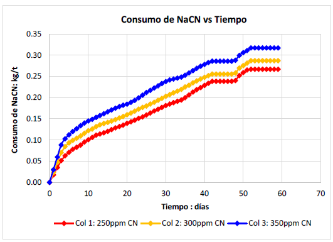 Consumo de NaCN vs Tiempo
Consumo de NaCN: kg/t
0.35
0.30
0.25
0.20
0.15
0.10
0.05
0.00
0 10 20 30 40 50 60 70
Tiempo : días
Col 1: 250ppm CN Col 2: 300ppm CN Col 3: 350ppm CN